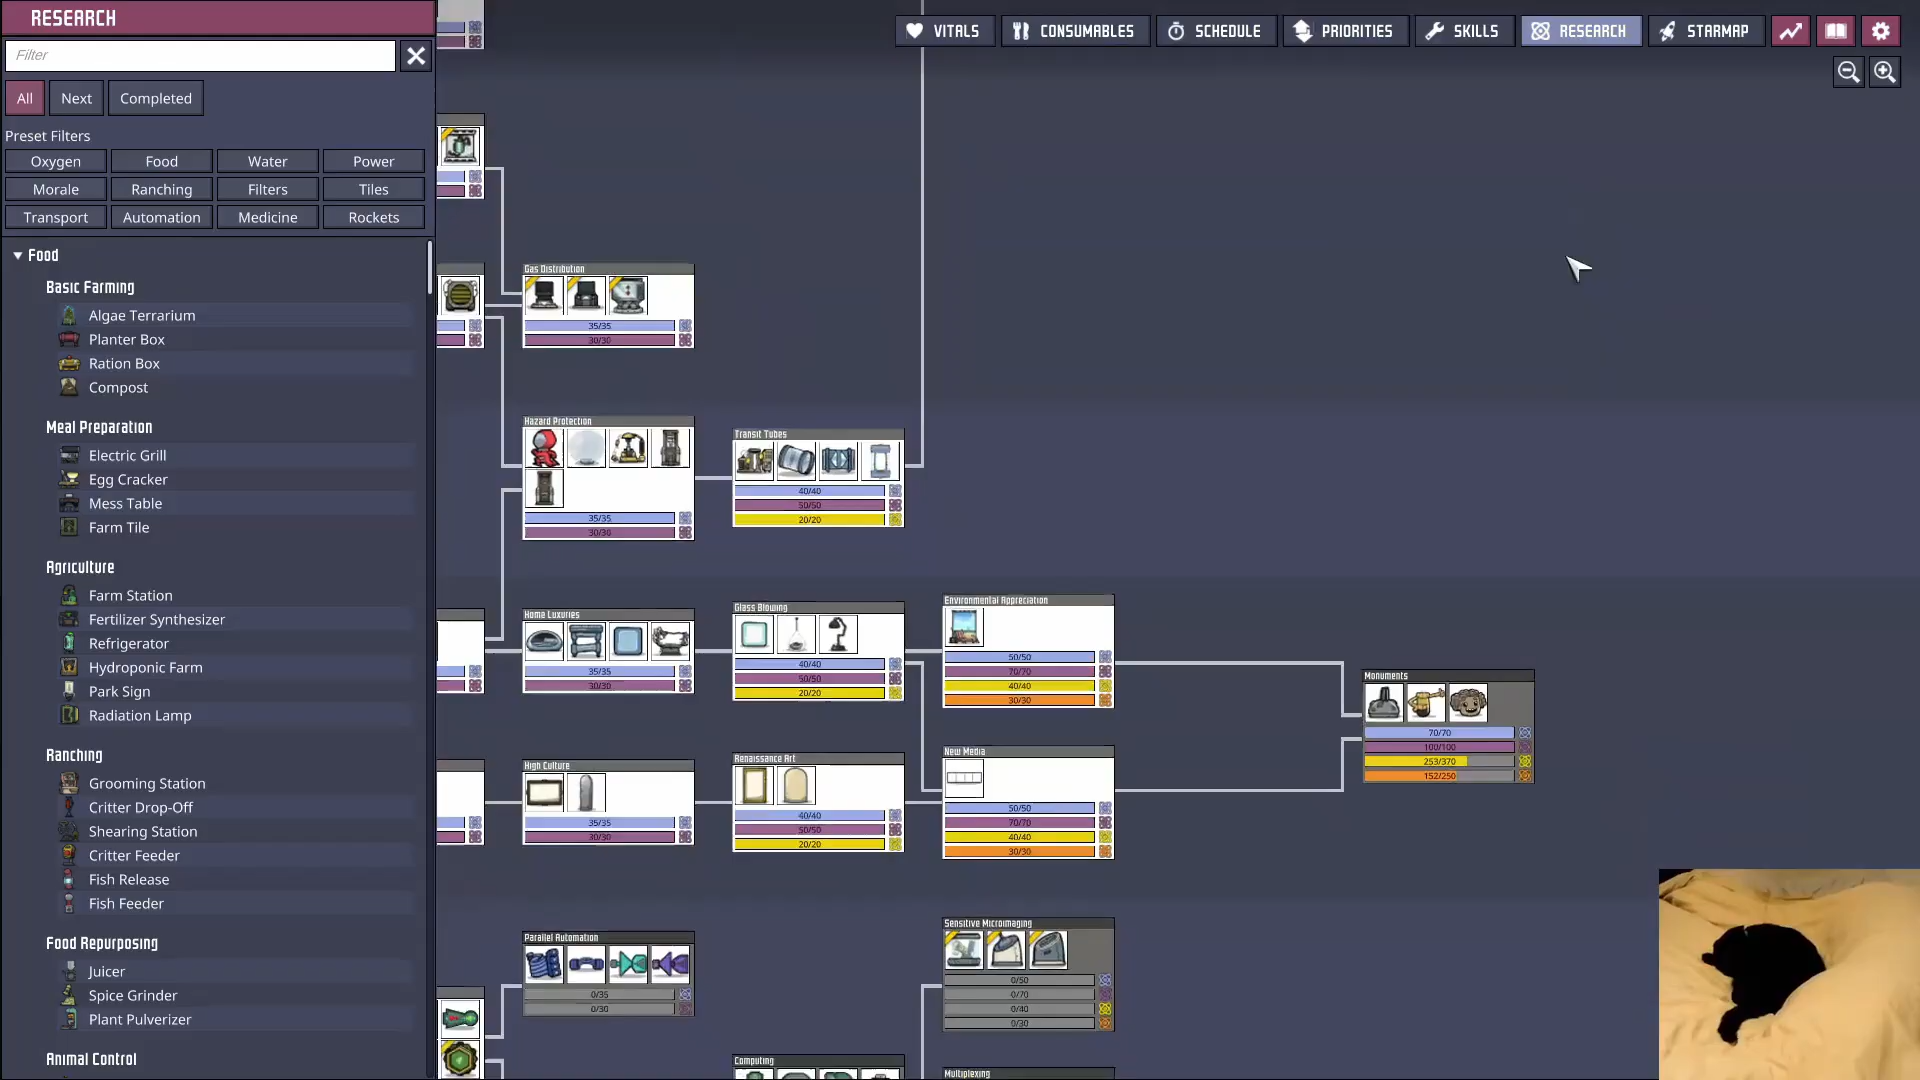 RESEARCH
VITALS
CONSUMABLES
SCHEDULE
PRIORITIES
SKILLS
RESEARCH
STARMAP
Filter
All
Next
Completed
Preset Filters
Oxygen
Food
Water
Power
Morale
Ranching
Filters
Tiles
Transport
Automation
Medicine
Rockets
Food
Basic Farming
Algae Terrarium
Planter Box
Ration Box
Compost
Meal Preparation
Electric Grill
Egg Cracker
Mess Table
Farm Tile
Agriculture
Farm Station
Fertilizer Synthesizer
Refrigerator
Hydroponic Farm
Park Sign
Radiation Lamp
Ranching
Grooming Station
Critter Drop-Off
Shearing Station
Critter Feeder
Fish Release
Fish Feeder
Food Repurposing
Juicer
Spice Grinder
Plant Pulverizer
Animal Control
Gas Distribution
35/35
30/30
Hazard Protection
35/35
30/30
Transit Tubes
40/40
50/50
20/20
Home Luxuries
35/35
30/30
Glass Blowing
40/40
50/50
20/20
Environmental Appreciation
50/50
70/70
40/40
30/30
Monuments
70/70
100/100
253/370
152/250
High Culture
35/35
30/30
Renaissance Art
40/40
50/50
20/20
New Media
50/50
70/70
40/40
30/30
Parallel Automation
0/35
0/30
Sensitive Microimaging
0/50
0/70
0/40
0/30
Computing
Multiplexing